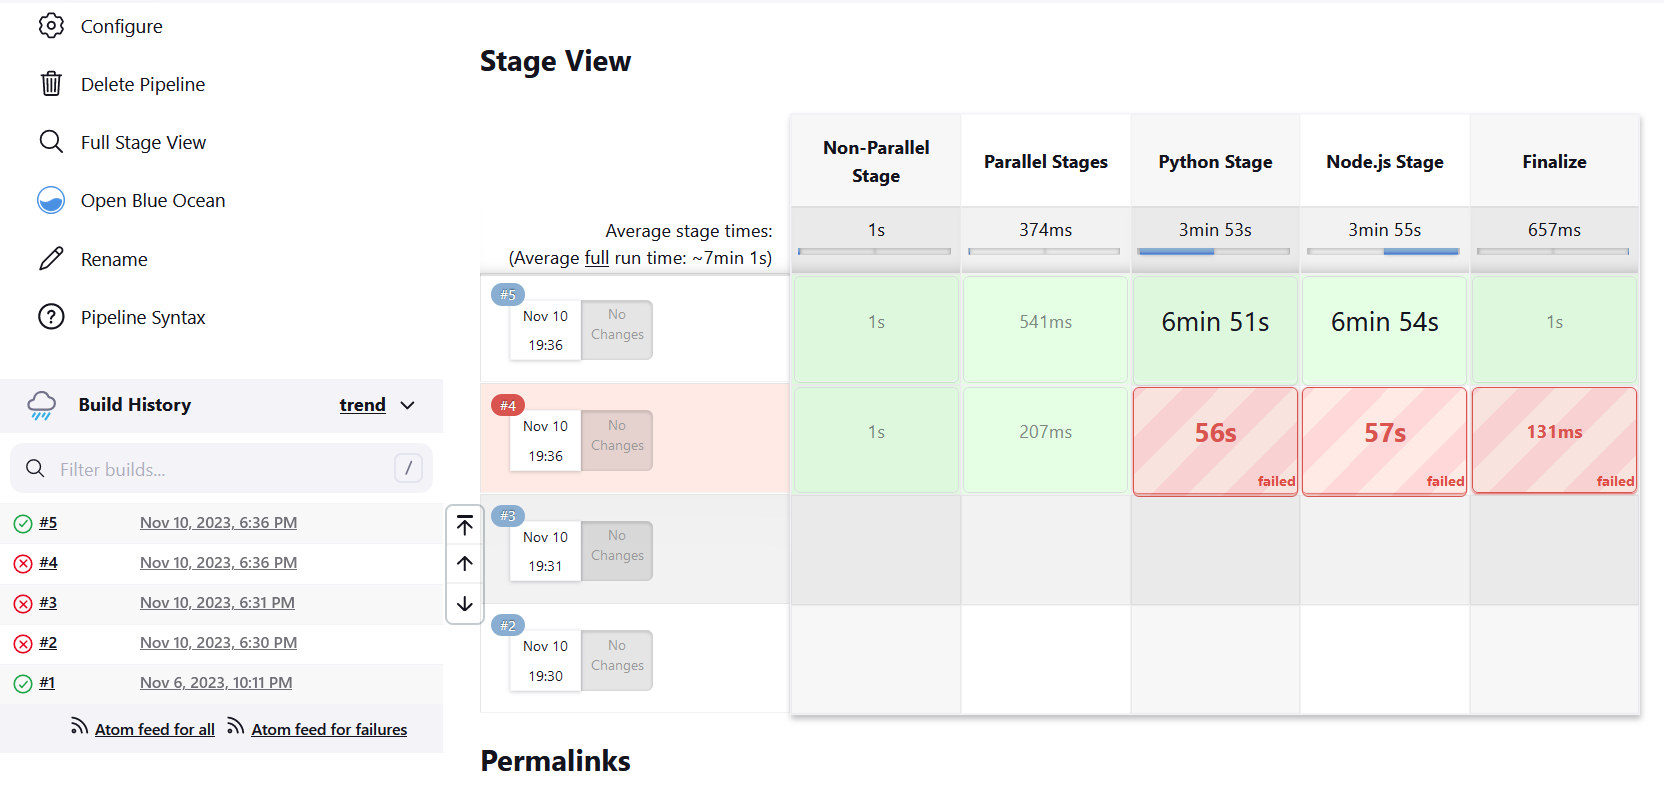 Configure
Delete Pipeline
Full Stage View
Open Blue Ocean
Rename
Pipeline Syntax
Build History
trend
Filter builds...
/
#5 Nov 10, 2023, 6:36 PM
#4 Nov 10, 2023, 6:36 PM
#3 Nov 10, 2023, 6:31 PM
#2 Nov 10, 2023, 6:30 PM
#1 Nov 6, 2023, 10:11 PM
Atom feed for all Atom feed for failures
Stage View
Non-Parallel
Stage
Parallel Stages
Python Stage
Node.js Stage
Finalize
Average stage times:
(Average full run time: ~7min 1s)
1s
374ms
3min 53s
3min 55s
657ms
#5
Nov 10
19:36
No
Changes
1s
541ms
6min 51s
6min 54s
1s
#4
Nov 10
19:36
No
Changes
1s
207ms
56s
failed
57s
failed
131ms
failed
#3
Nov 10
19:31
No
Changes
#2
Nov 10
19:30
No
Changes
Permalinks